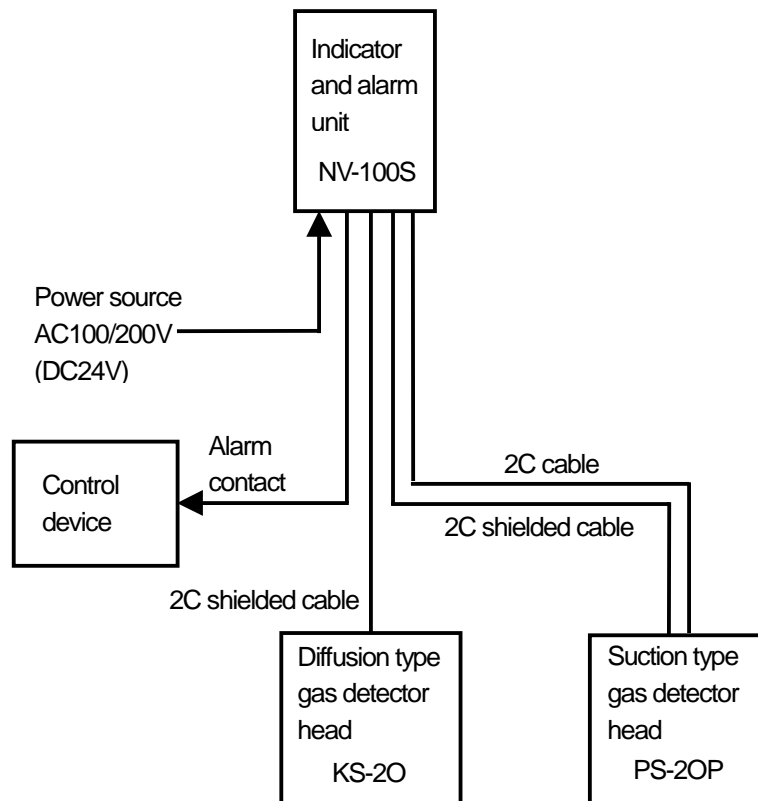 Indicator
and alarm
unit
NV-100S
Power source
AC100/200V
(DC24V)
Alarm
contact
Control
device
2C cable
2C shielded cable
2C shielded cable
Diffusion type
gas detector
head
KS-2O
Suction type
gas detector
head
PS-2OP